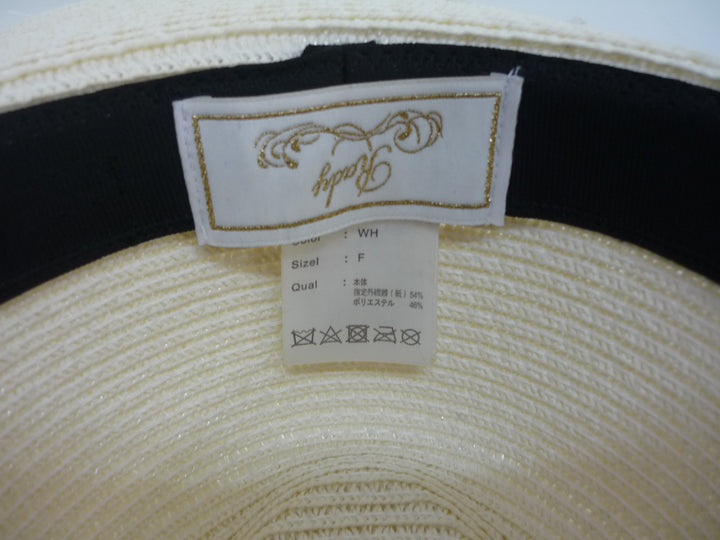 Rady
Color : WH
Sizel : F
Qual : 本体
指定外繊維（紙）54%
ポリエステル 46%